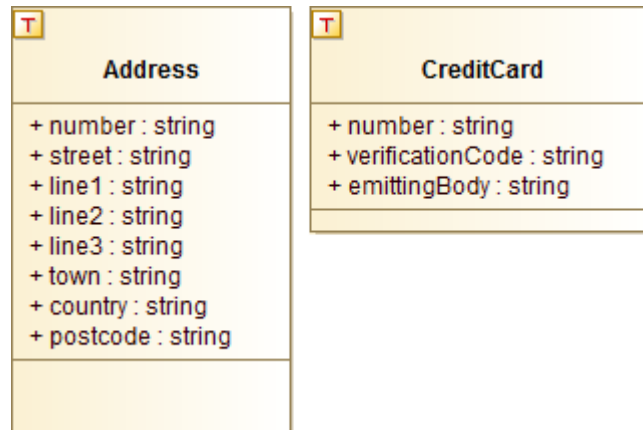 T
Address
+ number : string
+ street : string
+ line1 : string
+ line2 : string
+ line3 : string
+ town : string
+ country : string
+ postcode : string
T
CreditCard
+ number : string
+ verificationCode : string
+ emittingBody : string